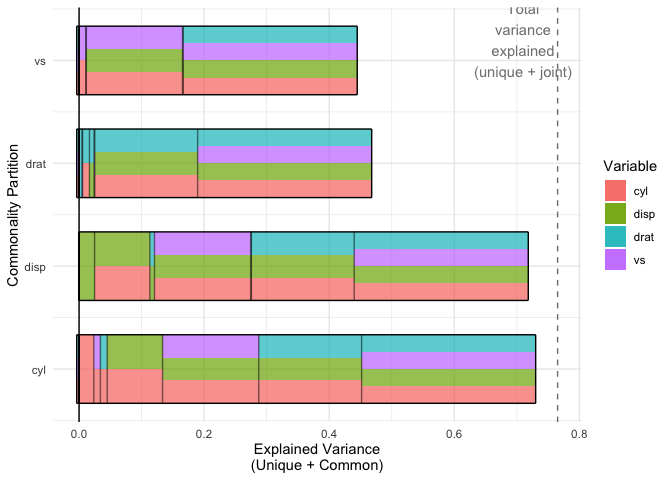 Total
variance
explained
(unique + joint)
vs
drat
disp
cyl
Commonality Partition
0.0
0.2
0.4
0.6
0.8
Explained Variance
(Unique + Common)
Variable
cyl
disp
drat
vs